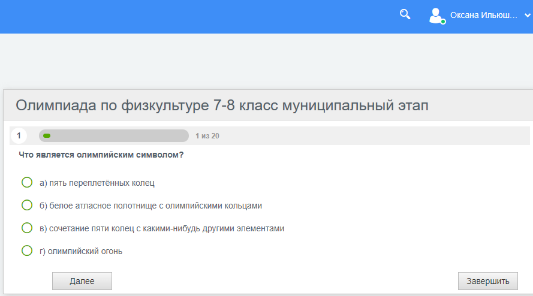 Оксана Ильюш...
Олимпиада по физкультуре 7-8 класс муниципальный этап
1
1 из 20
Что является олимпийским символом?
а) пять переплетённых колец
б) белое атласное полотнище с олимпийскими кольцами
в) сочетание пяти колец с какими-нибудь другими элементами
г) олимпийский огонь
Далее
Завершить